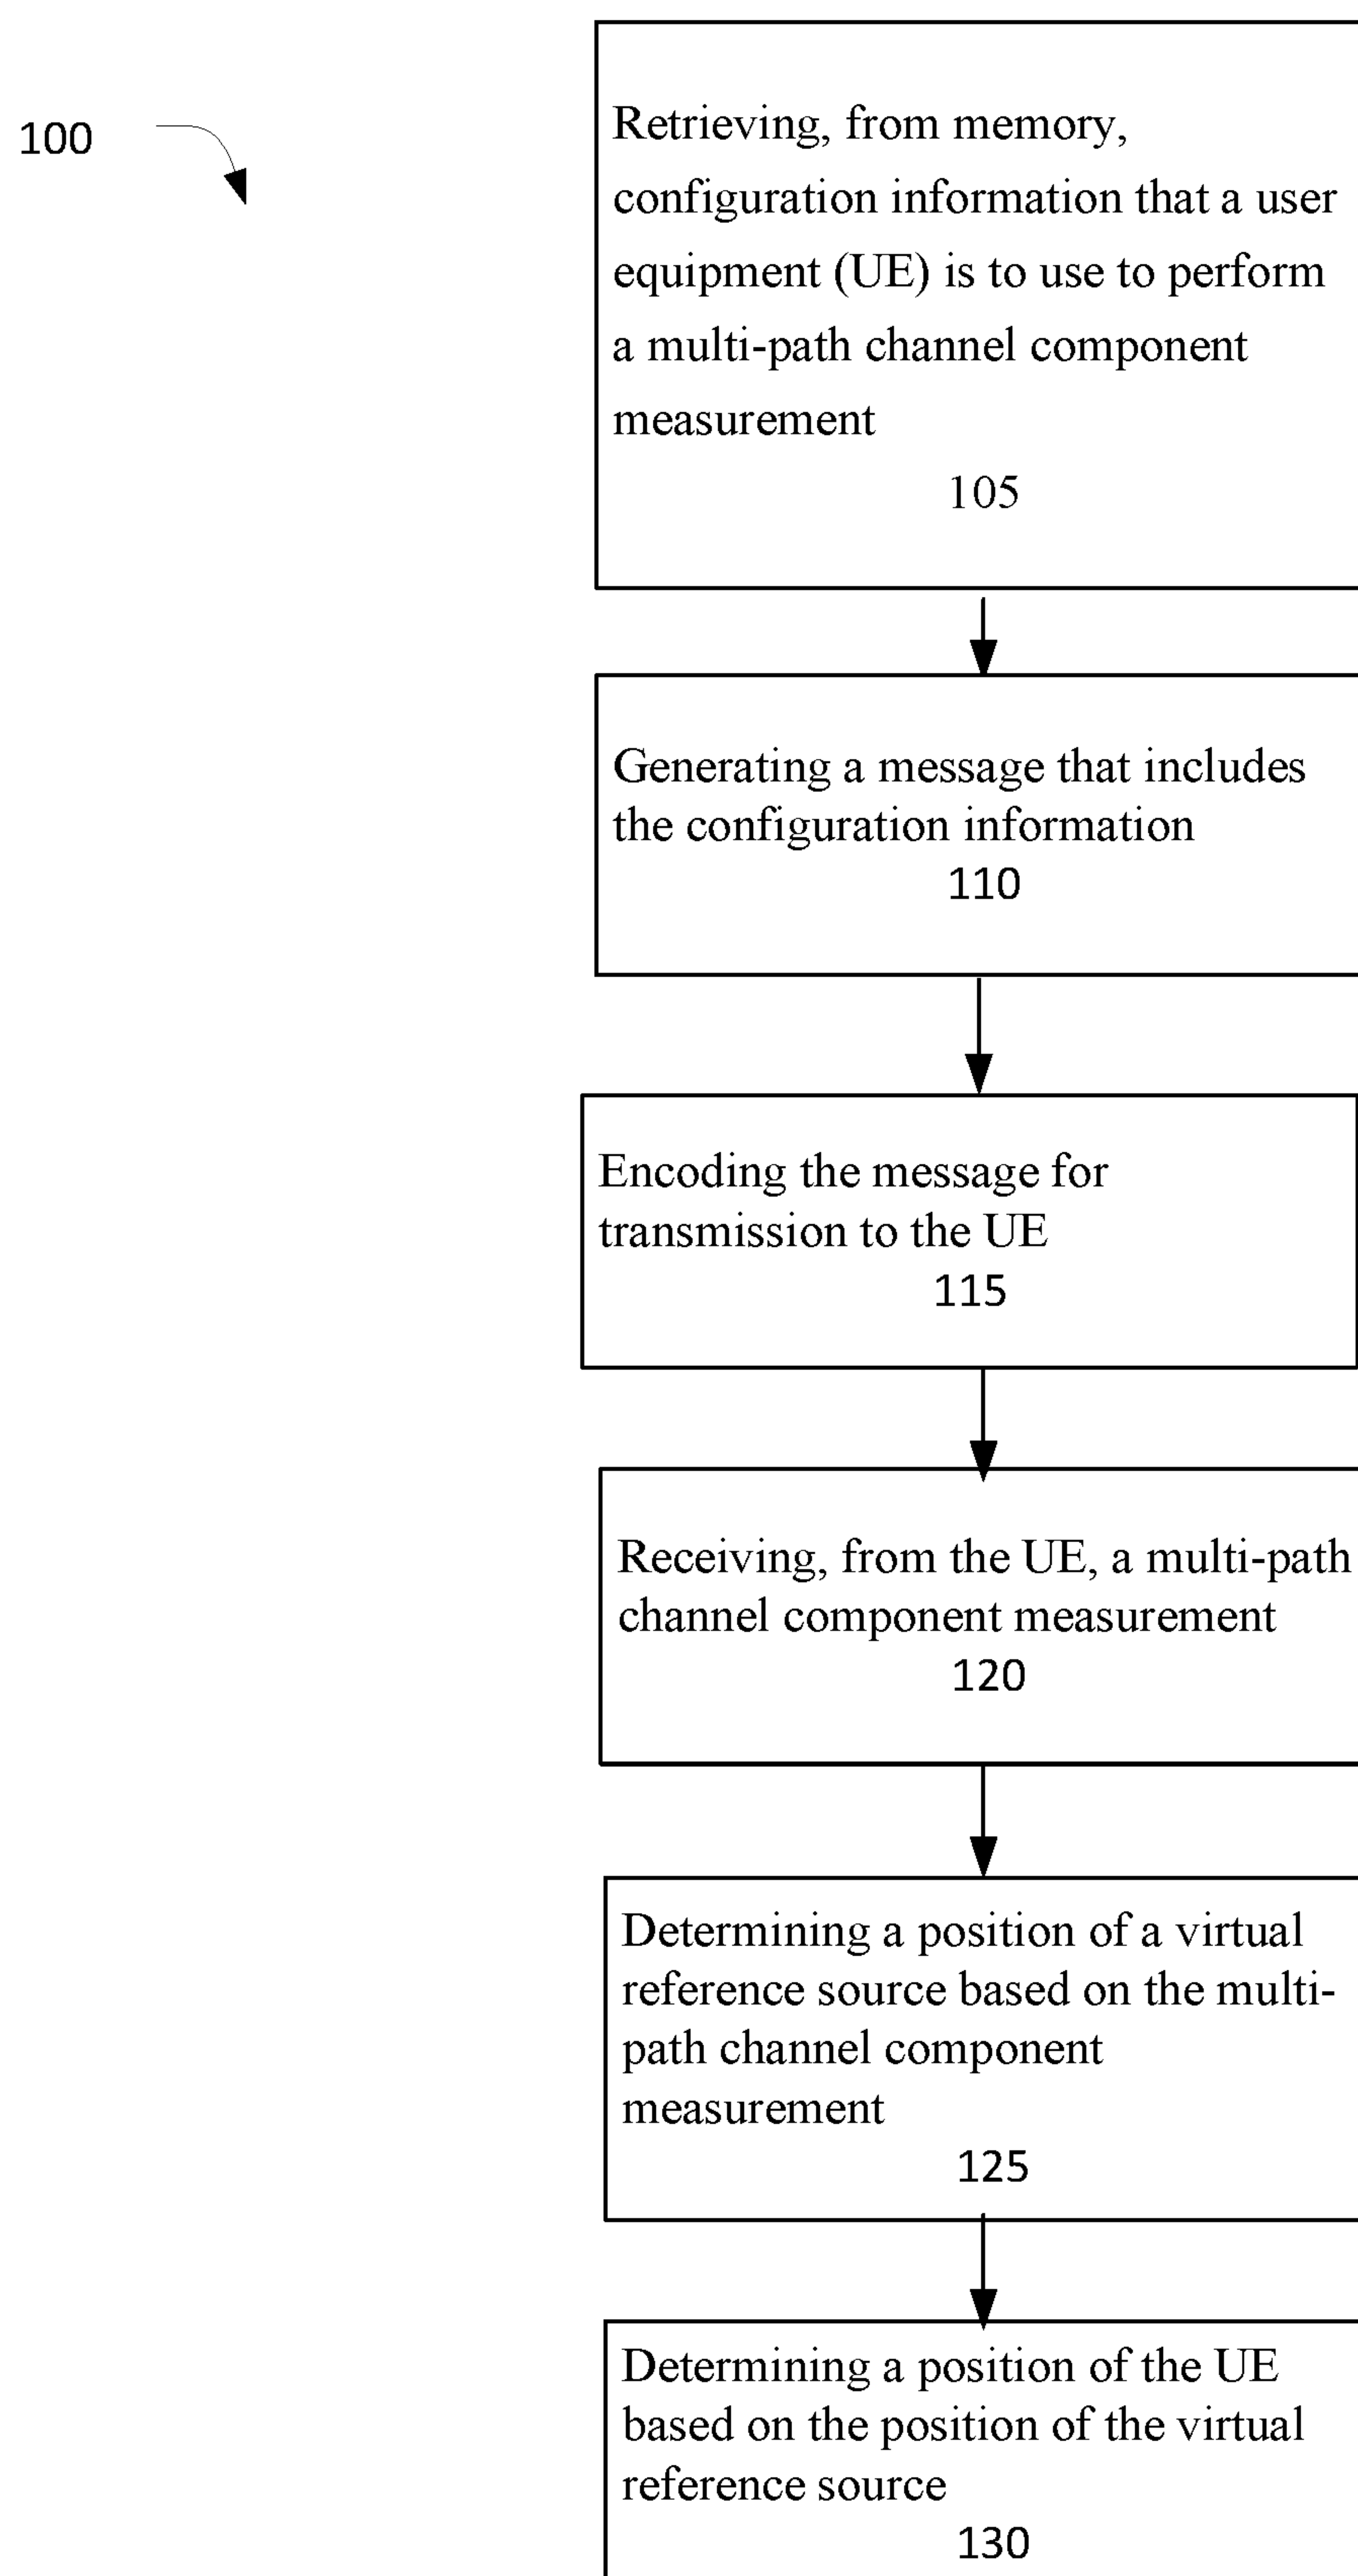 100
Retrieving, from memory,
configuration information that a user
equipment (UE) is to use to perform
a multi-path channel component
measurement
105
Generating a message that includes
the configuration information
110
Encoding the message for
transmission to the UE
115
Receiving, from the UE, a multi-path
channel component measurement
120
Determining a position of a virtual
reference source based on the multi-
path channel component
measurement
125
Determining a position of the UE
based on the position of the virtual
reference source
130